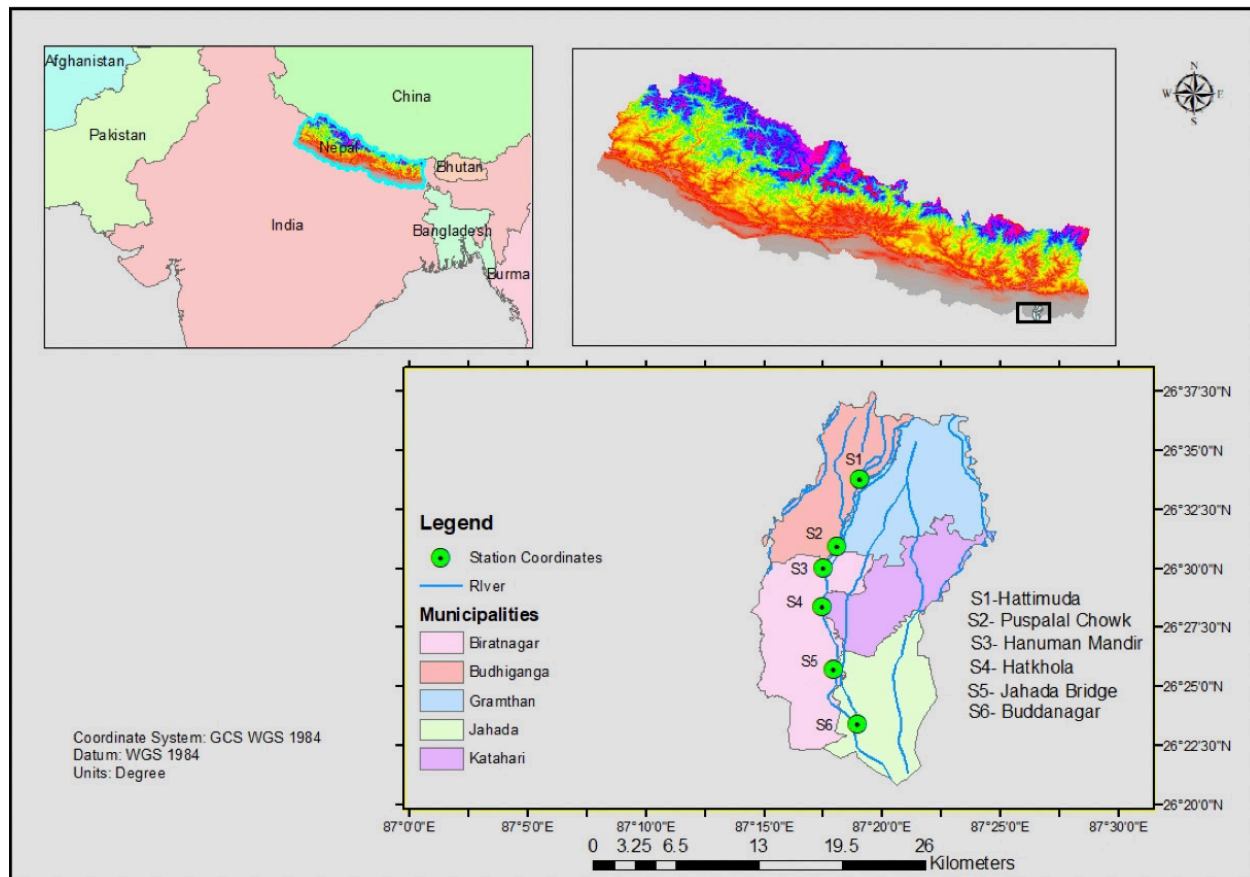 Afghanistan
China
Pakistan
Nepal
Bhutan
India
Bangladesh
Burma
N
W E
S
S1
S2
S3
S4
S5
S6
Legend
Station Coordinates
RIver
Municipalities
Biratnagar
Budhiganga
Gramthan
Jahada
Katahari
S1-Hattimuda
S2- Puspalal Chowk
S3- Hanuman Mandir
S4- Hatkhola
S5- Jahada Bridge
S6- Buddanagar
26°37'30"N
26°35'0"N
26°32'30"N
26°30'0"N
26°27'30"N
26°25'0"N
26°22'30"N
26°20'0"N
Coordinate System: GCS WGS 1984
Datum: WGS 1984
Units: Degree
87°0'0"E 87°5'0"E 87°10'0"E 87°15'0"E 87°20'0"E 87°25'0"E 87°30'0"E
0 3.25 6.5 13 19.5 26
Kilometers